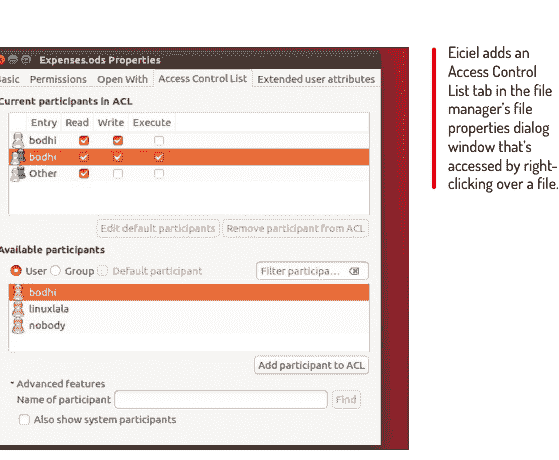 Expenses.ods Properties
Basic Permissions Open With Access Control List Extended user attributes
Current participants in ACL
Entry Read Write Execute
bodhi
bodhi
Other
Edit default participants Remove participant from ACL
Available participants
User Group Default participant Filter participa...
bodhi
linuxlala
nobody
Add participant to ACL
Advanced features
Name of participant Find
Also show system participants
Eiciel adds an
Access Control
List tab in the file
manager's file
properties dialog
window that's
accessed by right-
clicking over a file.